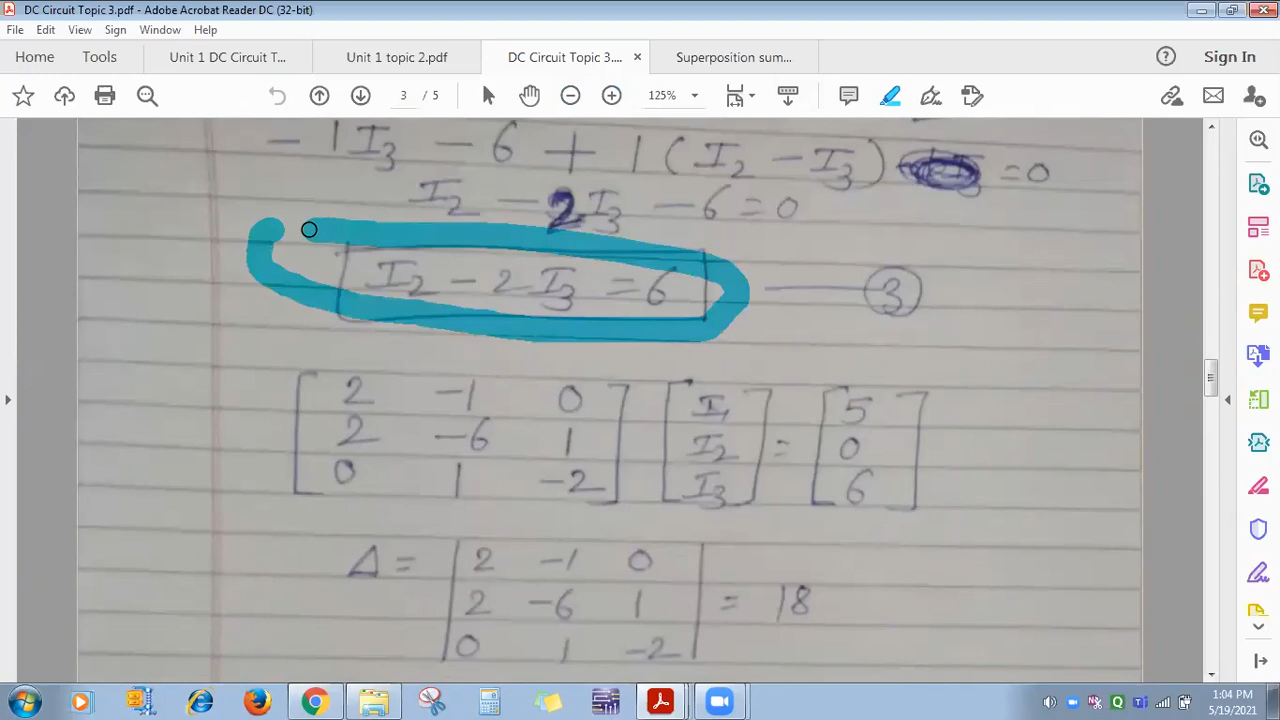 DC Circuit Topic 3.pdf - Adobe Acrobat Reader DC (32-bit)
File Edit View Sign Window Help
Home Tools Unit 1 DC Circuit T... Unit 1 topic 2.pdf DC Circuit Topic 3.... × Superposition sum... ? Sign In
3 / 5 125%
- 1I₃ - 6 + 1(I₂ - I₃) = 0
I₂ - 2I₃ - 6 = 0
I₂ - 2I₃ = 6 ③
2 -1 0 I₁ 5
2 -6 1 I₂ = 0
0 1 -2 I₃ 6
2 -1 0
Δ = 2 -6 1 = 18
0 1 -2
1:04 PM
5/19/2021